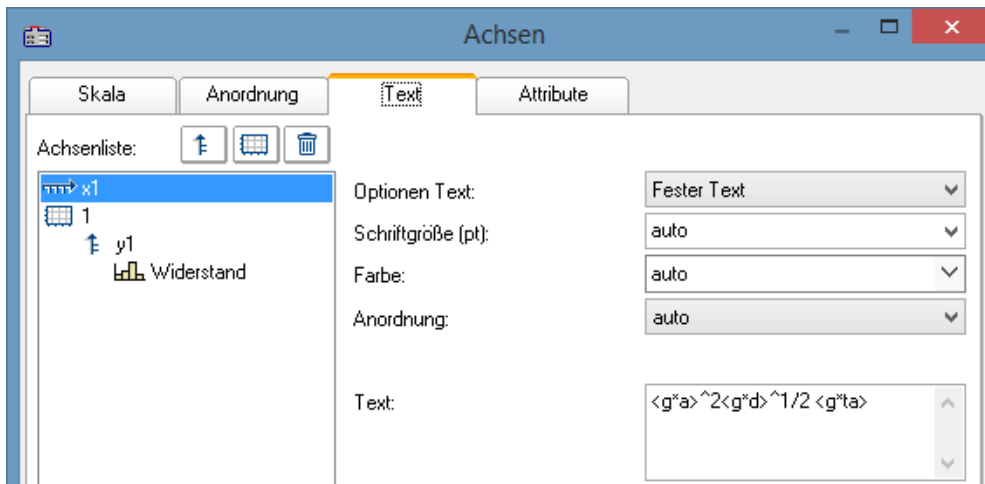 Achsen
Skala Anordnung Text Attribute
Achsenliste:
x1
1
y1
Widerstand
Optionen Text: Fester Text
Schriftgröße (pt): auto
Farbe: auto
Anordnung: auto
Text: <g*a>^2<g*d>^1/2 <g*ta>